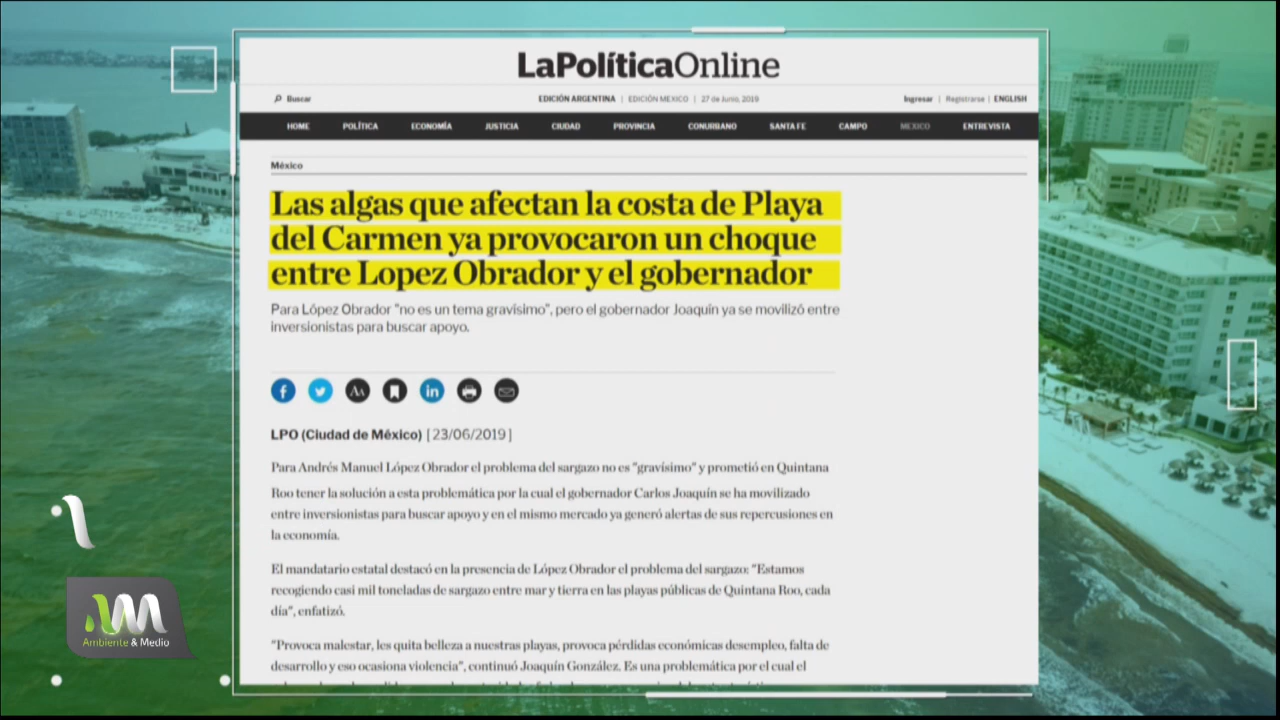 LaPolíticaOnline
Buscar
EDICIÓN ARGENTINA | EDICIÓN MEXICO | 27 de Junio, 2019
Ingresar | Registrarse | ENGLISH
HOME POLÍTICA ECONOMÍA JUSTICIA CIUDAD PROVINCIA CONURBANO SANTA FE CAMPO MEXICO ENTREVISTA
México
Las algas que afectan la costa de Playa
del Carmen ya provocaron un choque
entre Lopez Obrador y el gobernador
Para López Obrador "no es un tema gravísimo", pero el gobernador Joaquín ya se movilizó entre
inversionistas para buscar apoyo.
AA
LPO (Ciudad de México) [ 23/06/2019 ]
Para Andrés Manuel López Obrador el problema del sargazo no es "gravísimo" y prometió en Quintana
Roo tener la solución a esta problemática por la cual el gobernador Carlos Joaquín se ha movilizado
entre inversionistas para buscar apoyo y en el mismo mercado ya generó alertas de sus repercusiones en
la economía.
El mandatario estatal destacó en la presencia de López Obrador el problema del sargazo: "Estamos
recogiendo casi mil toneladas de sargazo entre mar y tierra en las playas públicas de Quintana Roo, cada
día", enfatizó.
"Provoca malestar, les quita belleza a nuestras playas, provoca pérdidas económicas desempleo, falta de
desarrollo y eso ocasiona violencia", continuó Joaquín González. Es una problemática por el cual el
AM
Ambiente & Medio